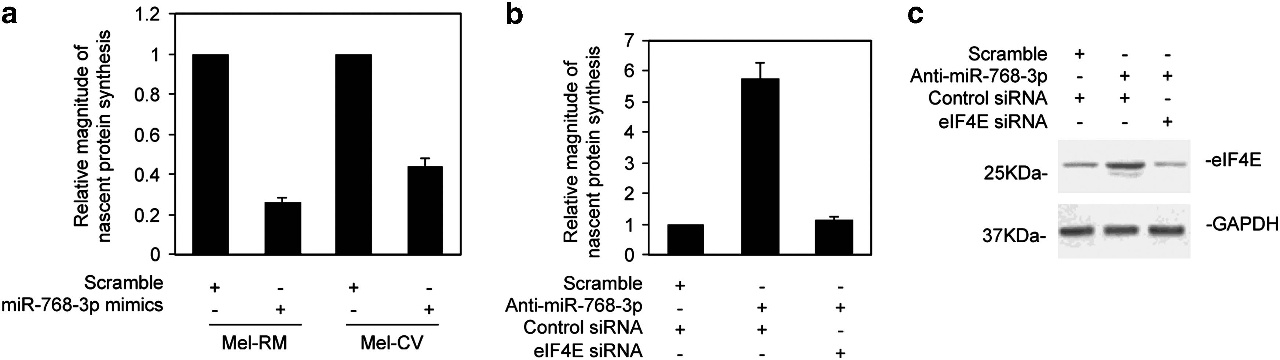 a
Relative magnitude of
nascent protein synthesis
1.2
1
0.8
0.6
0.4
0.2
0
Scramble + - + -
miR-768-3p mimics - + - +
Mel-RM Mel-CV
b
Relative magnitude of
nascent protein synthesis
7
6
5
4
3
2
1
0
Scramble + - -
Anti-miR-768-3p - + +
Control siRNA + + -
eIF4E siRNA - - +
c
Scramble + - -
Anti-miR-768-3p - + +
Control siRNA + + -
eIF4E siRNA - - +
25KDa- -eIF4E
37KDa- -GAPDH